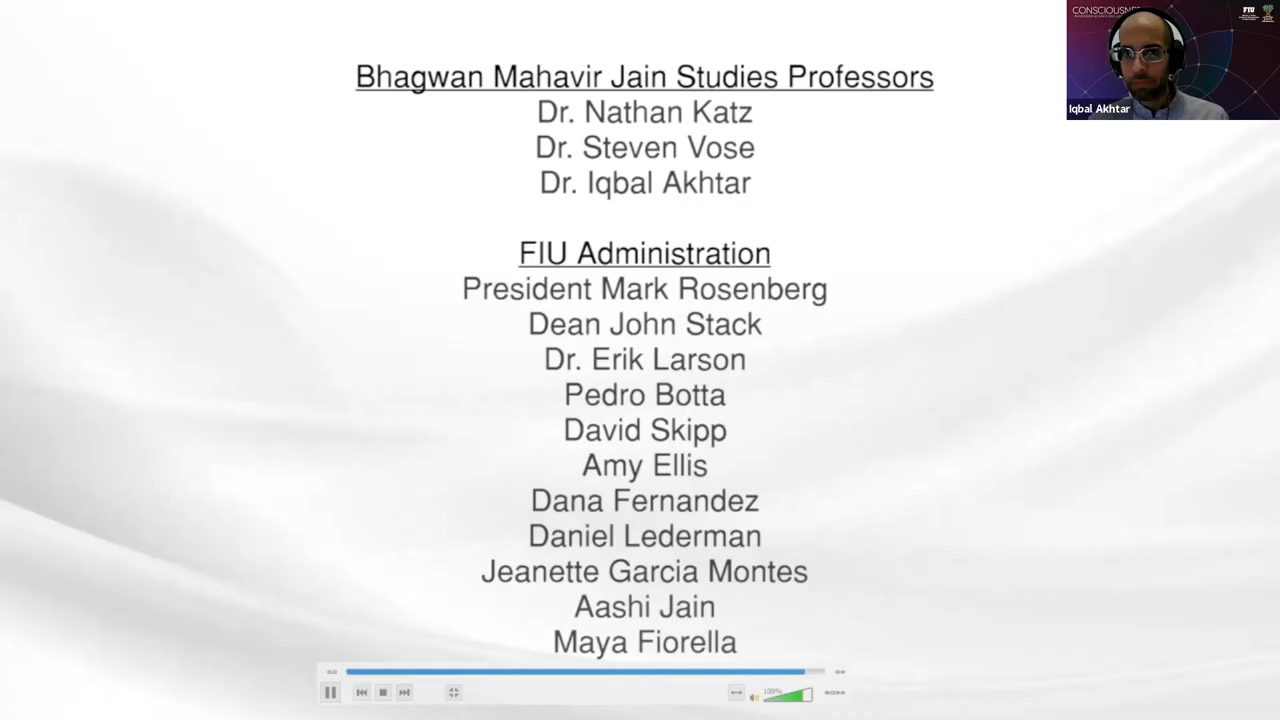 Bhagwan Mahavir Jain Studies Professors
Dr. Nathan Katz
Dr. Steven Vose
Dr. Iqbal Akhtar
FIU Administration
President Mark Rosenberg
Dean John Stack
Dr. Erik Larson
Pedro Botta
David Skipp
Amy Ellis
Dana Fernandez
Daniel Lederman
Jeanette Garcia Montes
Aashi Jain
Maya Fiorella
FIU
Iqbal Akhtar
100%